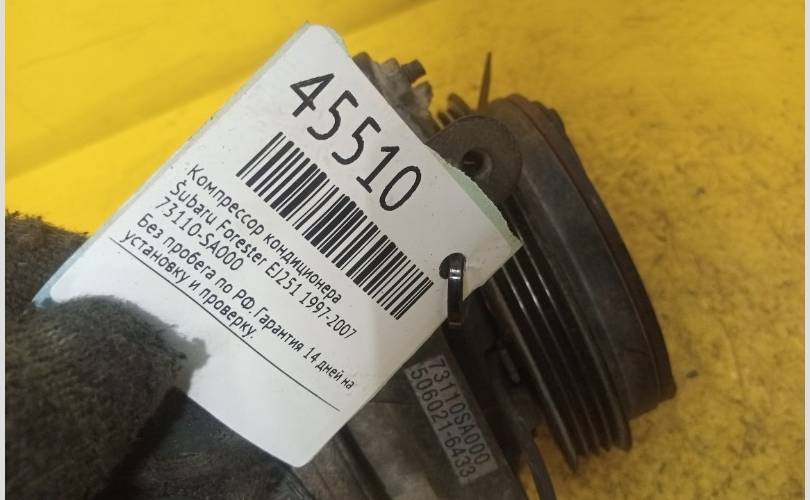 45510
Компрессор кондиционера
Subaru Forester EJ251 1997-2007
73110-SA000
Без пробега по РФ. Гарантия 14 дней на
установку и проверку.
73110SA000
506021-6433